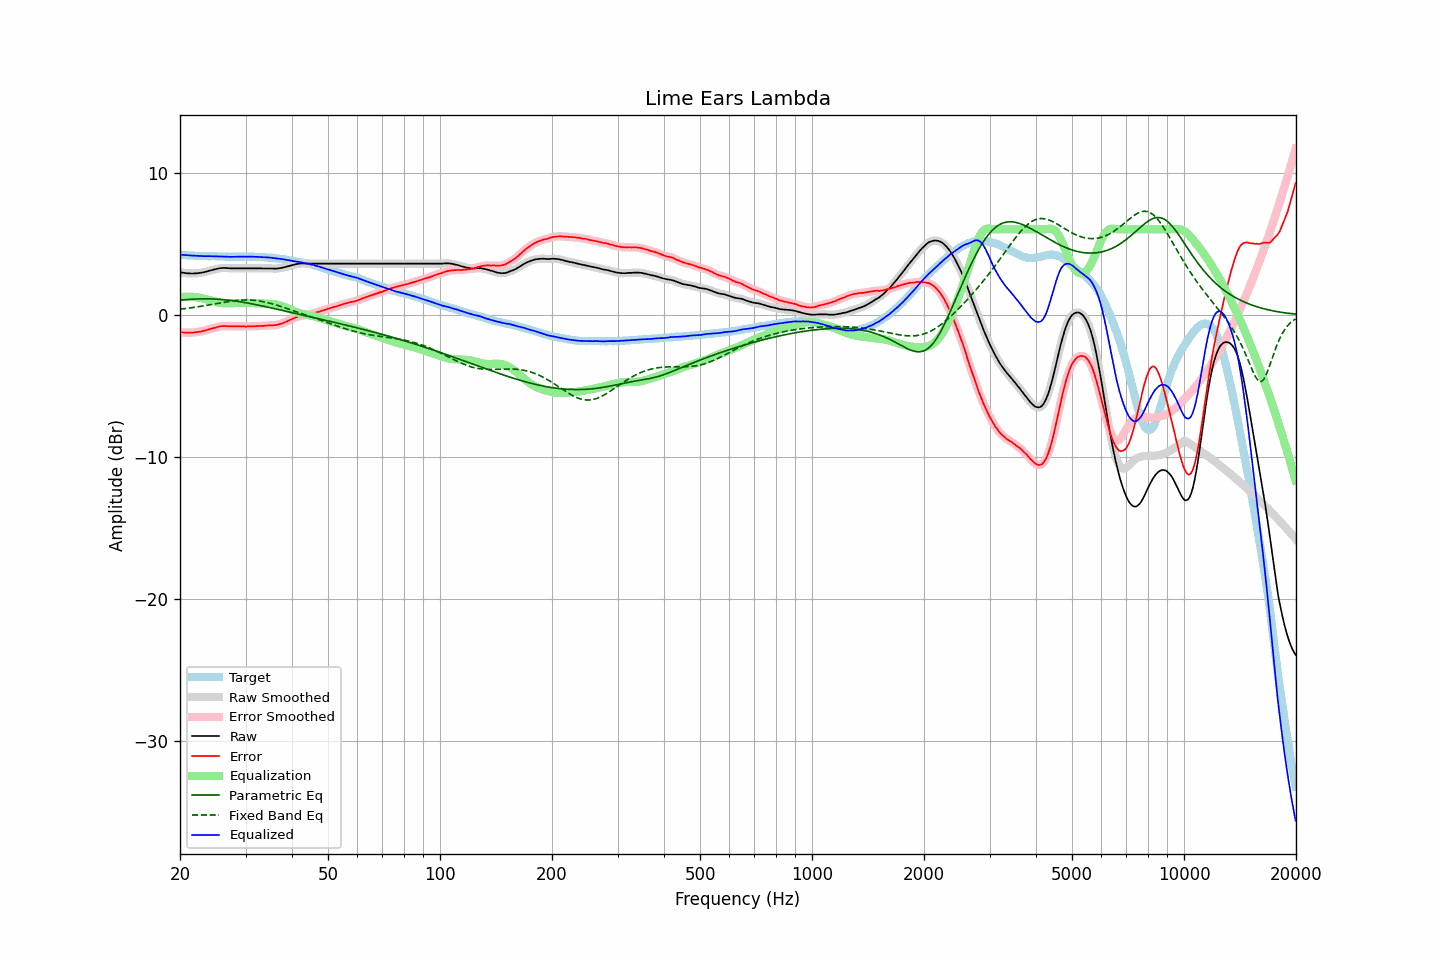 Lime Ears Lambda
Amplitude (dBr)
10
0
−10
−20
−30
Target
Raw Smoothed
Error Smoothed
Raw
Error
Equalization
Parametric Eq
Fixed Band Eq
Equalized
20 50 100 200 500 1000 2000 5000 10000 20000
Frequency (Hz)